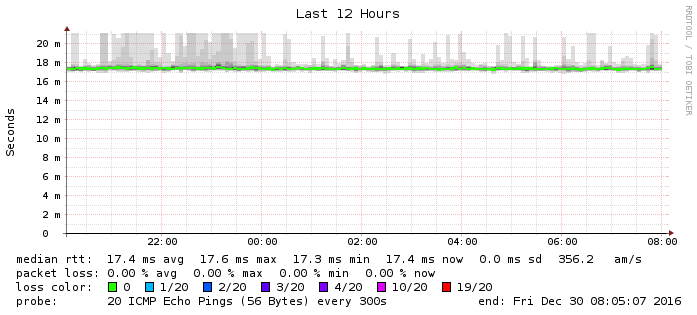 Last 12 Hours
RRDTOOL / TOBI OETIKER
Seconds
20 m
18 m
16 m
14 m
12 m
10 m
8 m
6 m
4 m
2 m
0
22:00 00:00 02:00 04:00 06:00 08:00
median rtt: 17.4 ms avg 17.6 ms max 17.3 ms min 17.4 ms now 0.0 ms sd 356.2 am/s
packet loss: 0.00 % avg 0.00 % max 0.00 % min 0.00 % now
loss color: 0 1/20 2/20 3/20 4/20 10/20 19/20
probe: 20 ICMP Echo Pings (56 Bytes) every 300s end: Fri Dec 30 08:05:07 2016